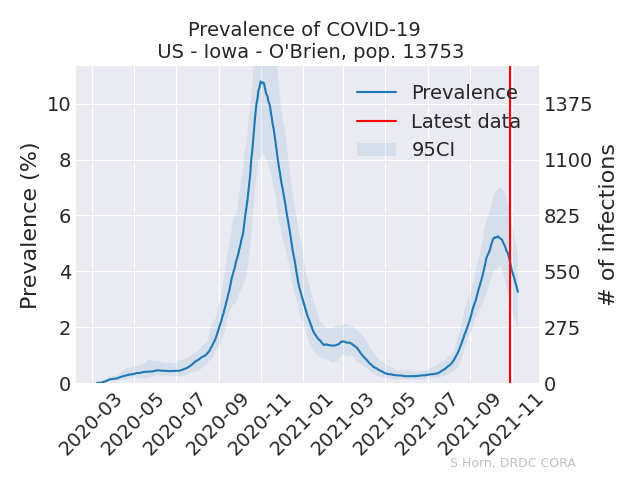 Prevalence of COVID-19
US - Iowa - O'Brien, pop. 13753
Prevalence (%)
10
8
6
4
2
0
Prevalence
Latest data
95CI
1375
1100
825
550
275
0
# of infections
2020-03
2020-05
2020-07
2020-09
2020-11
2021-01
2021-03
2021-05
2021-07
2021-09
2021-11
S Horn, DRDC CORA